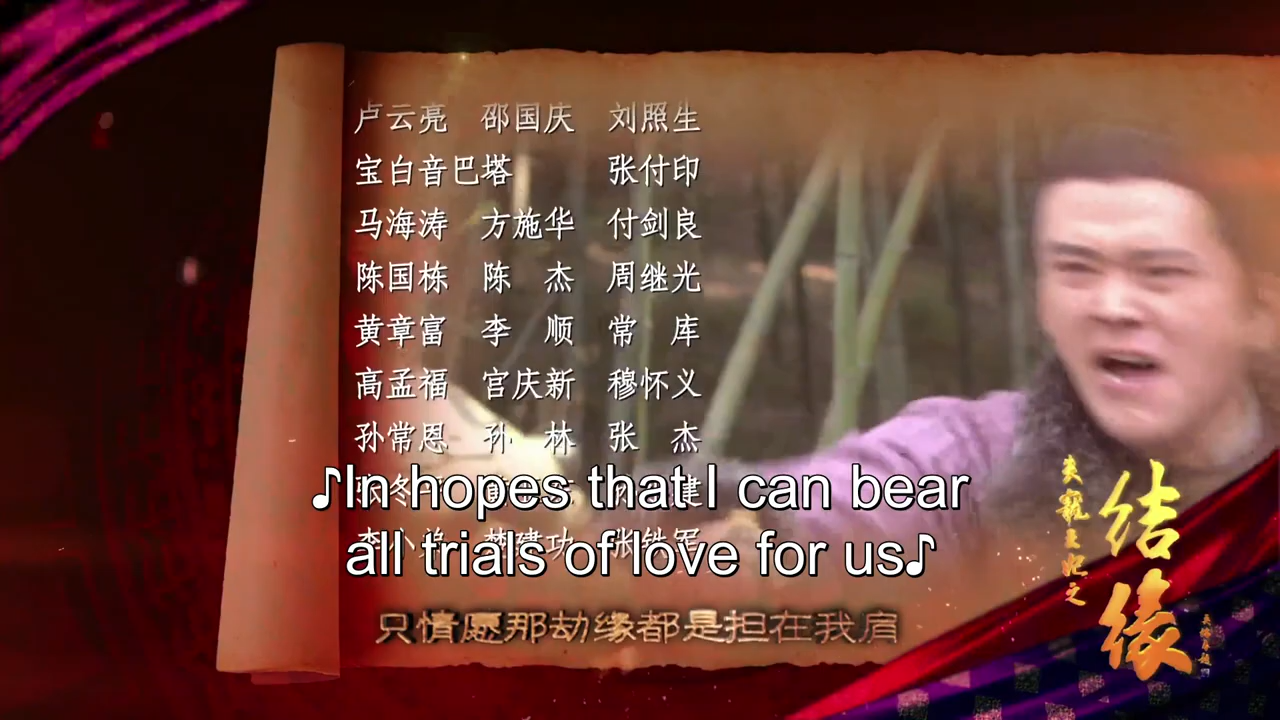 卢云亮 邵国庆 刘照生
宝白音巴塔 张付印
马海涛 方施华 付剑良
陈国栋 陈 杰 周继光
黄章富 李 顺 常 库
高孟福 宫庆新 穆怀义
孙常恩 孙 林 张 杰
建
♪In hopes that I can bear
all trials of love for us♪
只情愿那劫缘都是担在我肩
结缘